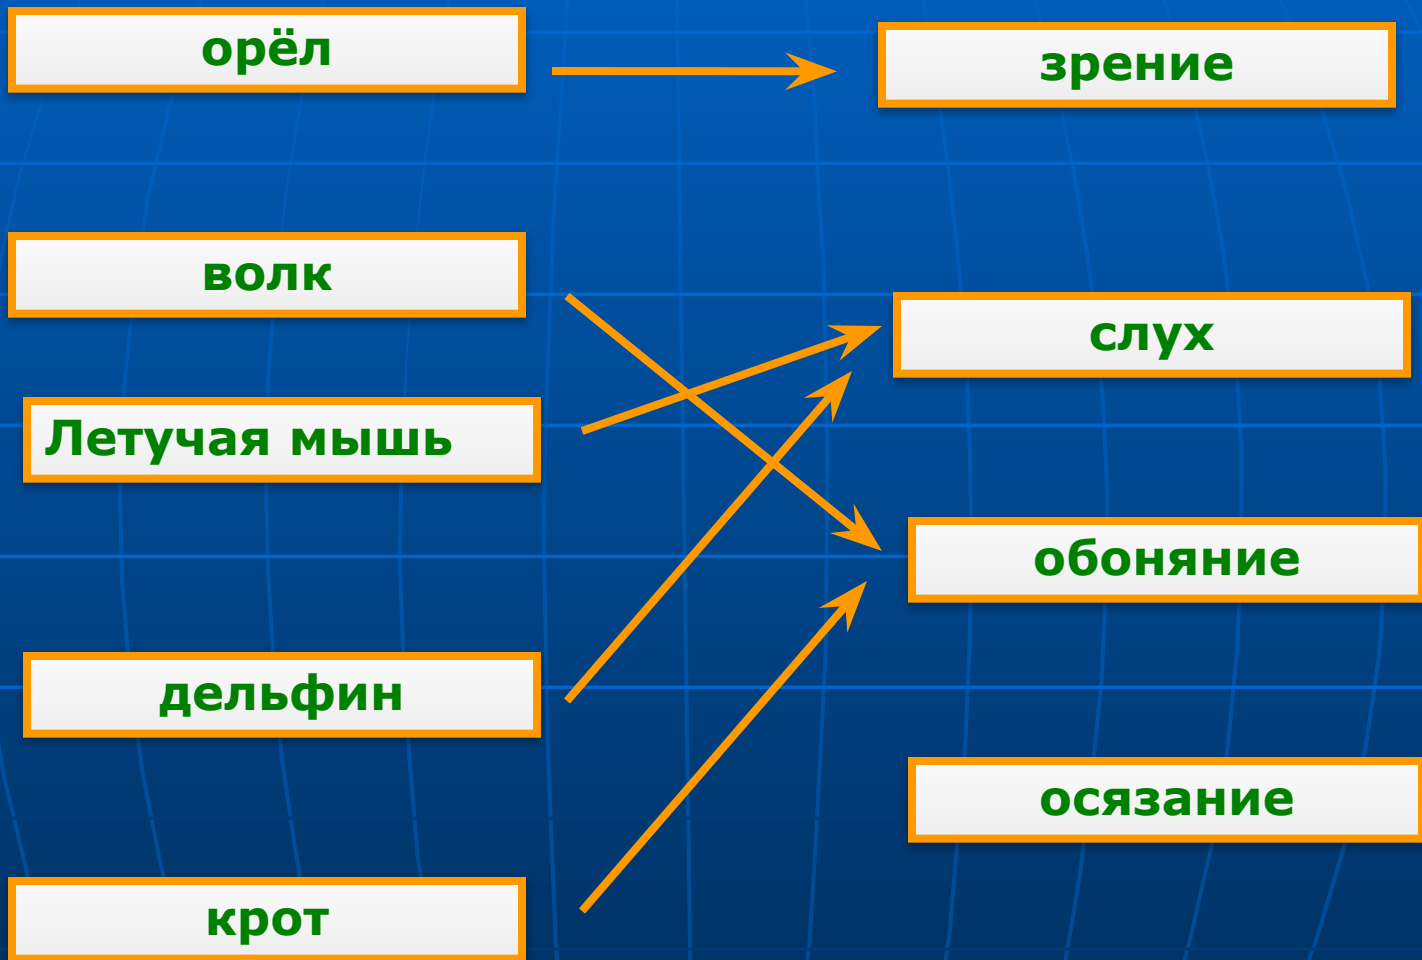 орёл
зрение
волк
слух
Летучая мышь
обоняние
дельфин
осязание
крот